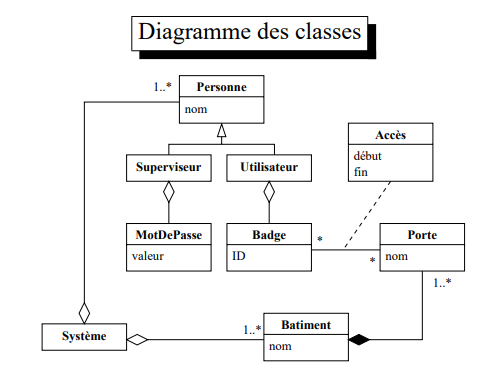 Diagramme des classes
1..*
Personne
nom
Accès
début
fin
Superviseur
Utilisateur
MotDePasse
valeur
Badge
ID
*
*
Porte
nom
1..*
Système
1..*
Batiment
nom